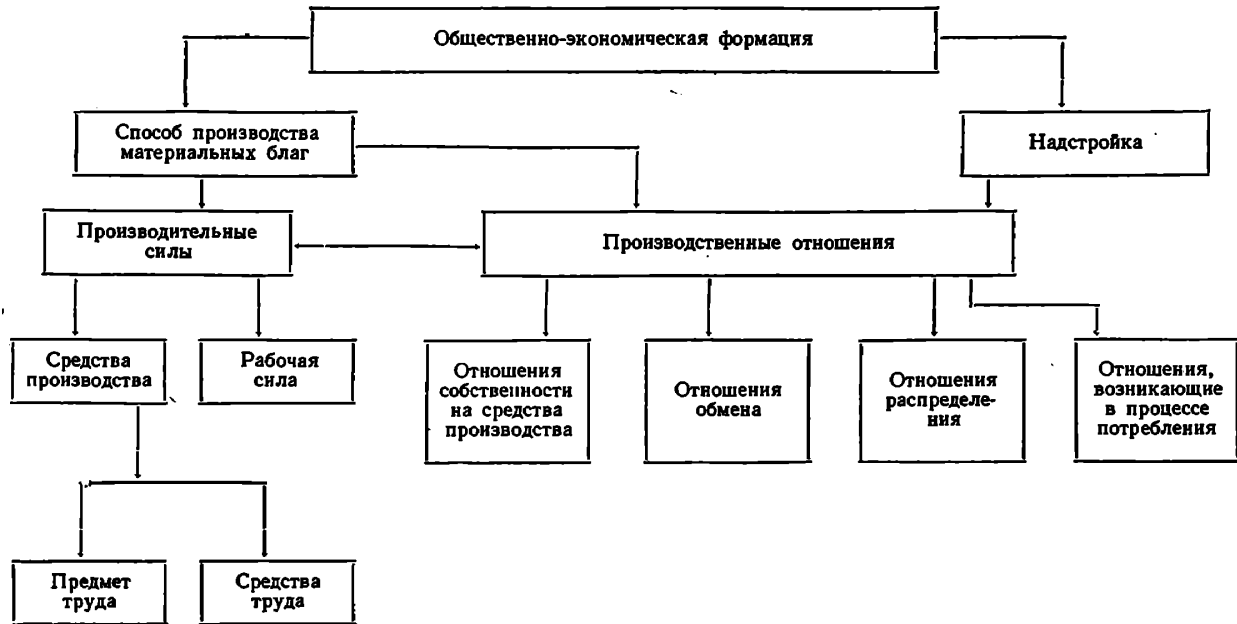 Общественно-экономическая формация
Способ производства
материальных благ
Надстройка
Производительные
силы
Производственные отношения
Средства
производства
Рабочая
сила
Отношения
собственности
на средства
производства
Отношения
обмена
Отношения
распределе-
ния
Отношения,
возникающие
в процессе
потребления
Предмет
труда
Средства
труда